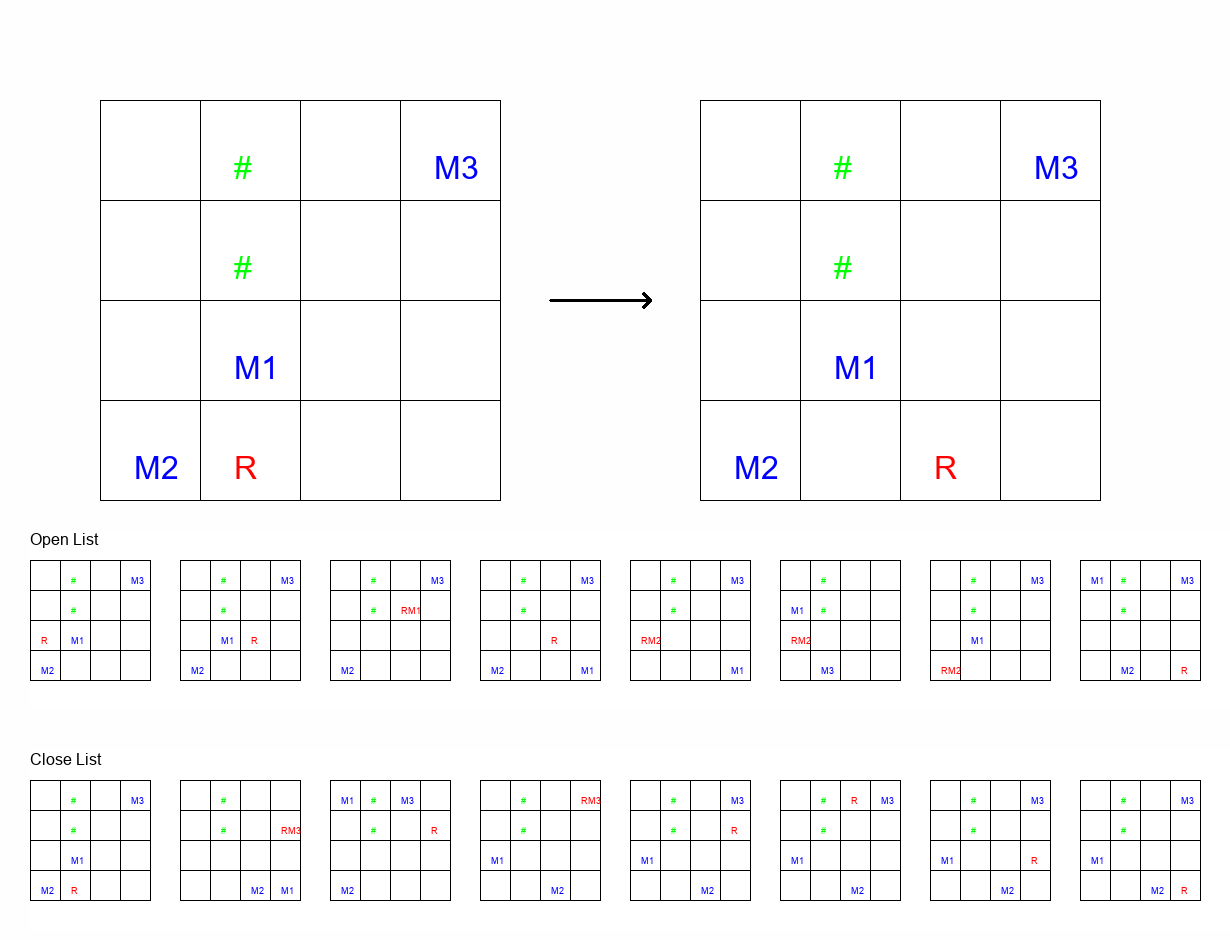 # M3 # M3
# #
M1 M1
M2 R M2 R
Open List
# M3 # M3 # M3 # M3 # M3 # # M3 M1 # M3
# # # RM1 # # M1 # # #
R M1 M1 R R RM2 RM2 M1
M2 M2 M2 M2 M1 M1 M3 RM2 M2 R
Close List
# M3 # M1 # M3 # RM3 # M3 # R M3 # M3 # M3
# # RM3 # R # # R # # #
M1 M1 M1 M1 M1 R M1
M2 R M2 M1 M2 M2 M2 M2 M2 M2 R